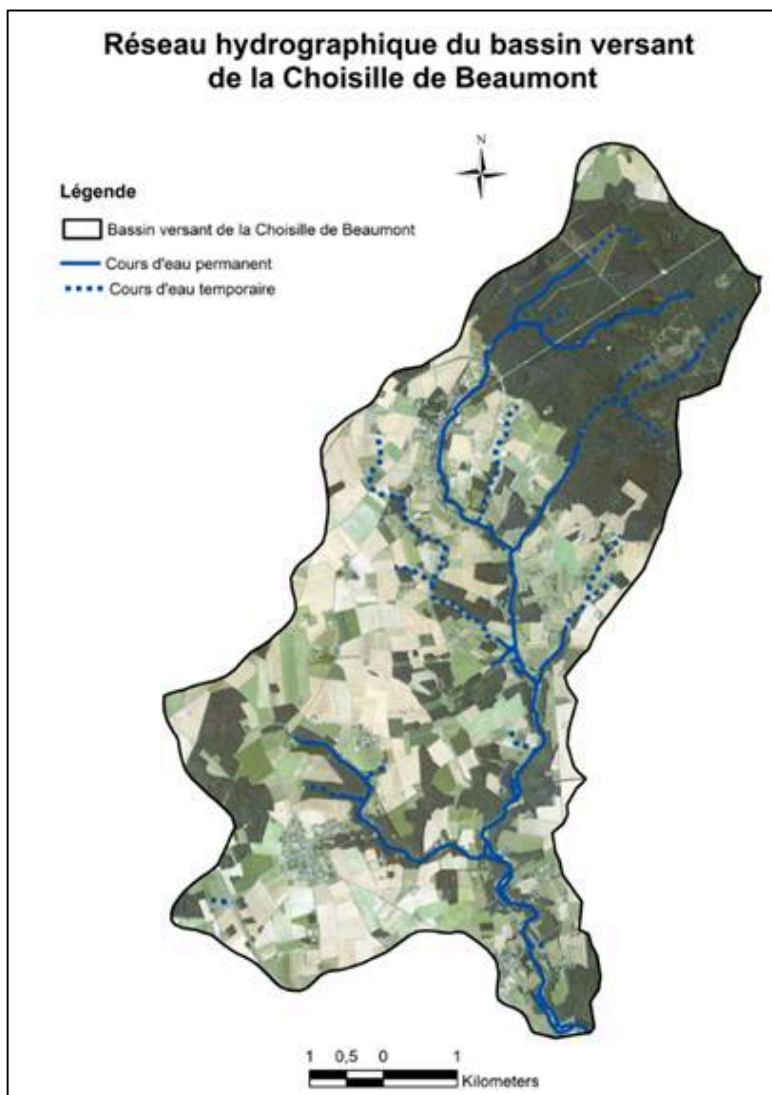 Réseau hydrographique du bassin versant
de la Choisille de Beaumont
N
Légende
Bassin versant de la Choisille de Beaumont
Cours d'eau permanent
Cours d'eau temporaire
1 0,5 0 1
Kilometers